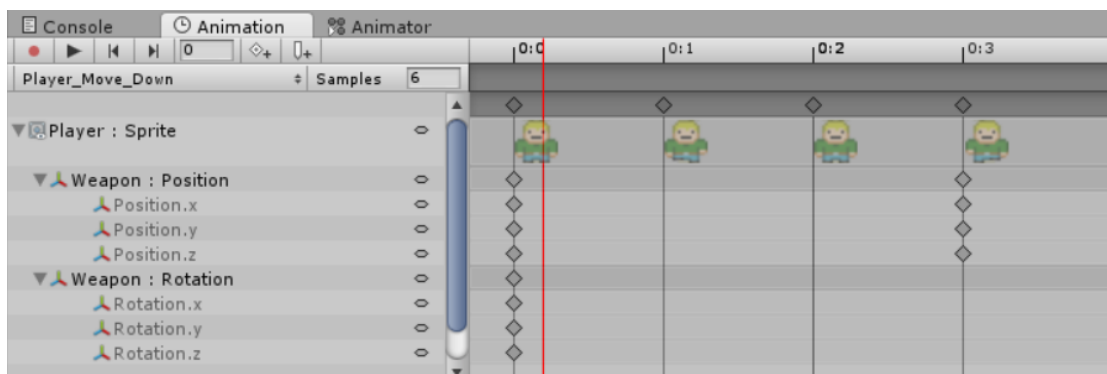 Console Animation Animator
0 0:0 0:1 0:2 0:3
Player_Move_Down Samples 6
Player : Sprite
Weapon : Position
Position.x
Position.y
Position.z
Weapon : Rotation
Rotation.x
Rotation.y
Rotation.z